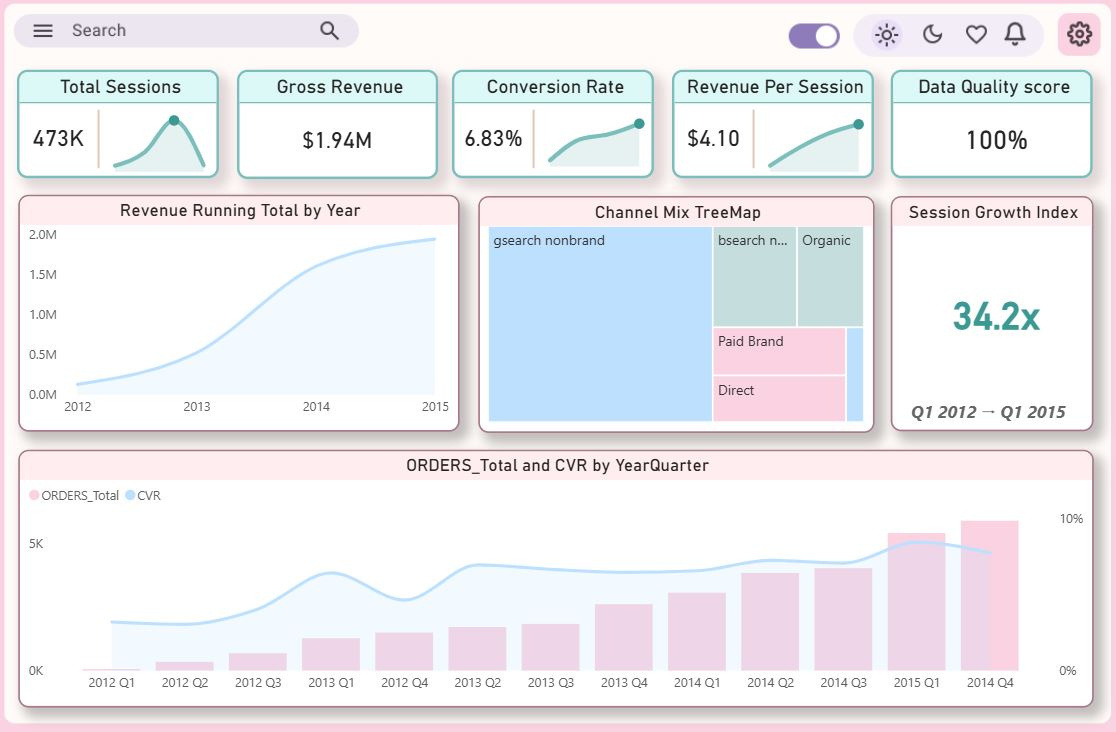 Search
Total Sessions
473K
Gross Revenue
$1.94M
Conversion Rate
6.83%
Revenue Per Session
$4.10
Data Quality score
100%
Revenue Running Total by Year
2.0M
1.5M
1.0M
0.5M
0.0M
2012 2013 2014 2015
Channel Mix TreeMap
gsearch nonbrand
bsearch n...
Organic
Paid Brand
Direct
Session Growth Index
34.2x
Q1 2012 → Q1 2015
ORDERS_Total and CVR by YearQuarter
ORDERS_Total CVR
5K
0K
10%
0%
2012 Q1 2012 Q2 2012 Q3 2013 Q1 2012 Q4 2013 Q2 2013 Q3 2013 Q4 2014 Q1 2014 Q2 2014 Q3 2015 Q1 2014 Q4